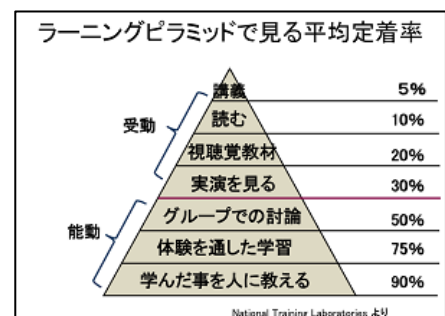 ラーニングピラミッドで見る平均定着率
講義 5%
読む 10%
視聴覚教材 20%
実演を見る 30%
グループでの討論 50%
体験を通した学習 75%
学んだ事を人に教える 90%
受動
能動
National Training Laboratories より